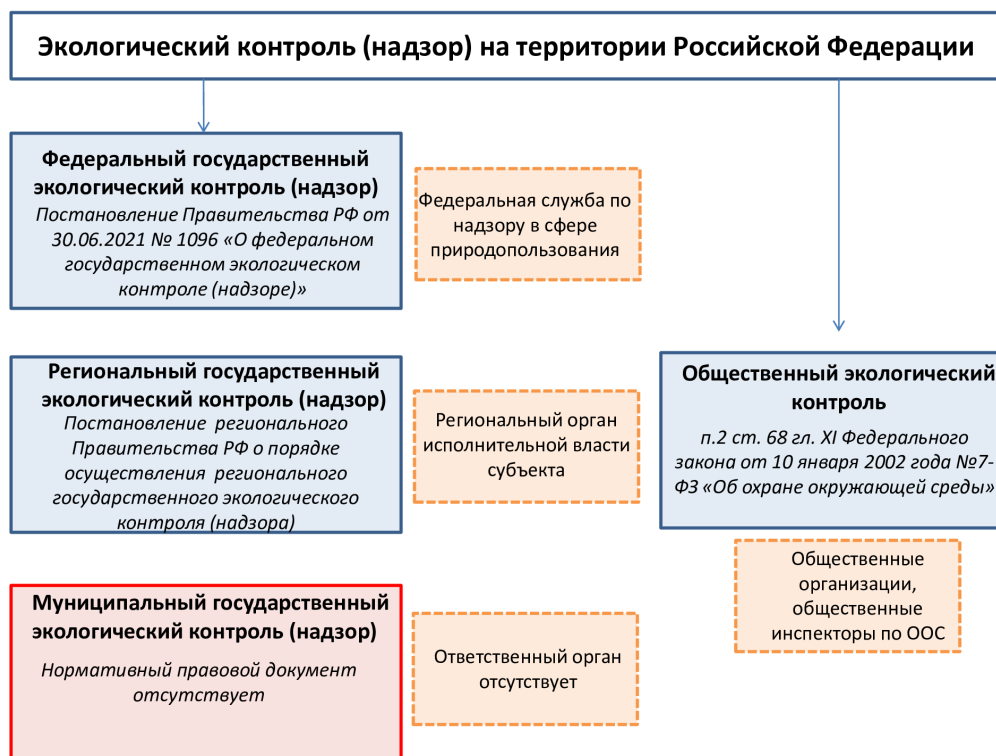 Экологический контроль (надзор) на территории Российской Федерации
Федеральный государственный
экологический контроль (надзор)
Постановление Правительства РФ от
30.06.2021 № 1096 «О федеральном
государственном экологическом
контроле (надзоре)»
Федеральная служба по
надзору в сфере
природопользования
Региональный государственный
экологический контроль (надзор)
Постановление регионального
Правительства РФ о порядке
осуществления регионального
государственного экологического
контроля (надзора)
Региональный орган
исполнительной власти
субъекта
Общественный экологический
контроль
п.2 ст. 68 гл. XI Федерального
закона от 10 января 2002 года №7-
ФЗ «Об охране окружающей среды»
Общественные
организации,
общественные
инспекторы по ООС
Муниципальный государственный
экологический контроль (надзор)
Нормативный правовой документ
отсутствует
Ответственный орган
отсутствует